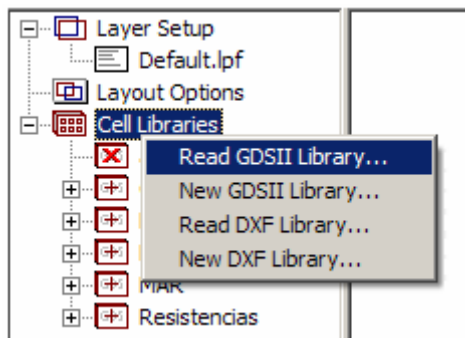 Layer Setup
Default.lpf
Layout Options
Cell Libraries
Read GDSII Library...
New GDSII Library...
Read DXF Library...
New DXF Library...
MAR
Resistencias